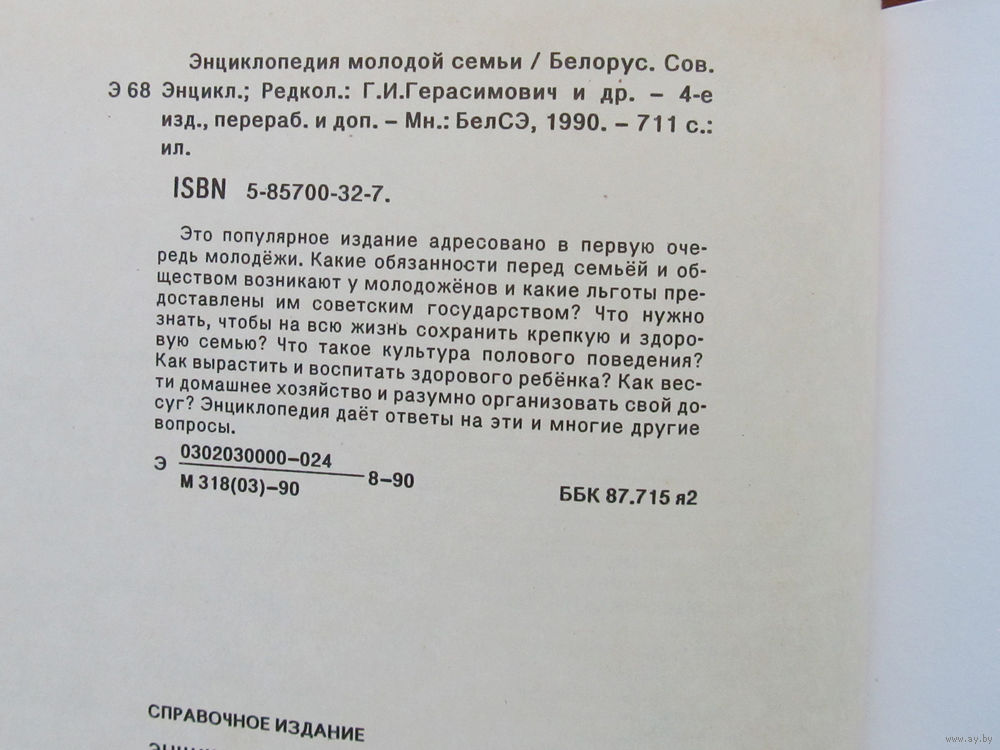 Энциклопедия молодой семьи / Белорус. Сов.
Э 68 Энцикл.; Редкол.: Г.И.Герасимович и др. – 4-е
изд., перераб. и доп. – Мн.: БелСЭ, 1990. – 711 с.:
ил.
ISBN 5-85700-32-7.
Это популярное издание адресовано в первую оче-
редь молодёжи. Какие обязанности перед семьёй и об-
ществом возникают у молодожёнов и какие льготы пре-
доставлены им советским государством? Что нужно
знать, чтобы на всю жизнь сохранить крепкую и здоро-
вую семью? Что такое культура полового поведения?
Как вырастить и воспитать здорового ребёнка? Как вес-
ти домашнее хозяйство и разумно организовать свой до-
суг? Энциклопедия даёт ответы на эти и многие другие
вопросы.
Э 0302030000–024
М 318(03)–90
8–90
ББК 87.715 я2
СПРАВОЧНОЕ ИЗДАНИЕ
www.ay.by